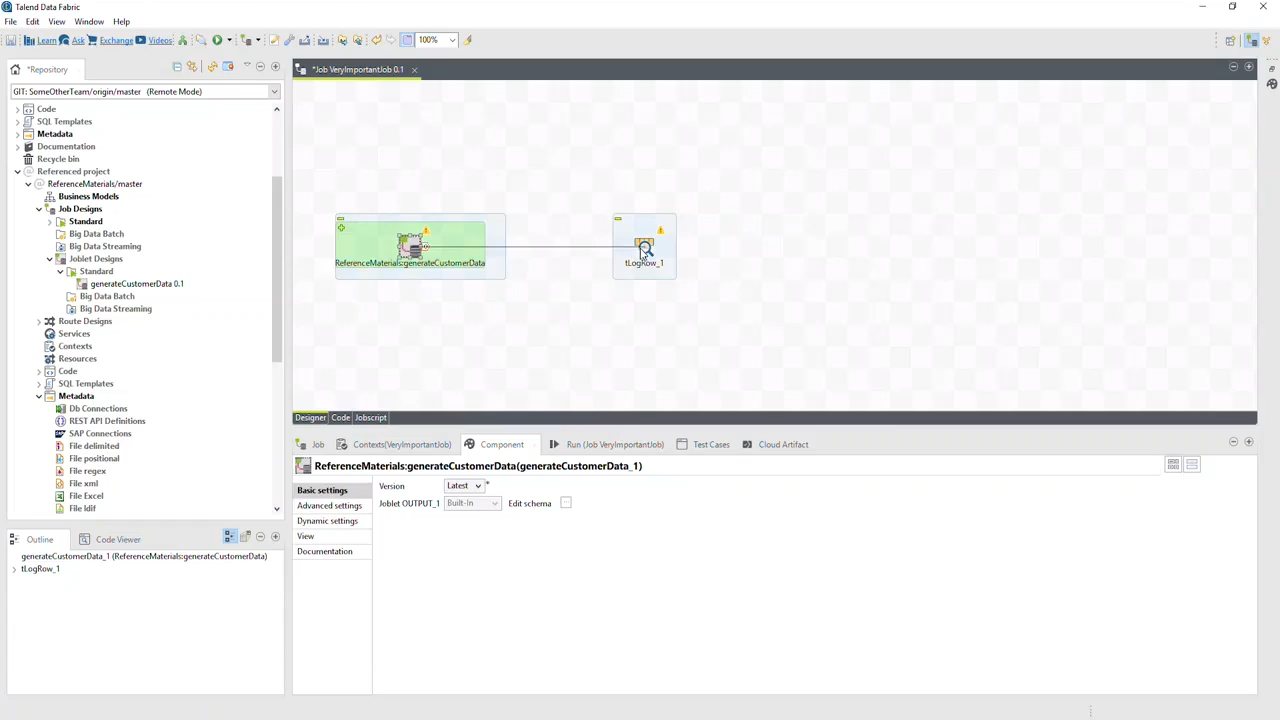 Talend Data Fabric
File Edit View Window Help
Learn Ask Exchange Videos 100%
*Repository
GIT: SomeOtherTeam/origin/master (Remote Mode)
Code
SQL Templates
Metadata
Documentation
Recycle bin
Referenced project
ReferenceMaterials/master
Business Models
Job Designs
Standard
Big Data Batch
Big Data Streaming
Joblet Designs
Standard
generateCustomerData 0.1
Big Data Batch
Big Data Streaming
Route Designs
Services
Contexts
Resources
Code
SQL Templates
Metadata
Db Connections
REST API Definitions
SAP Connections
File delimited
File positional
File regex
File xml
File Excel
File ldif
Outline Code Viewer
generateCustomerData_1 (ReferenceMaterials:generateCustomerData)
tLogRow_1
*Job VeryImportantJob 0.1
ReferenceMaterials:generateCustomerData
tLogRow_1
Designer Code Jobscript
Job Contexts(VeryImportantJob) Component Run (Job VeryImportantJob) Test Cases Cloud Artifact
ReferenceMaterials:generateCustomerData(generateCustomerData_1)
Basic settings
Advanced settings
Dynamic settings
View
Documentation
Version Latest *
Joblet OUTPUT_1 Built-In Edit schema ...